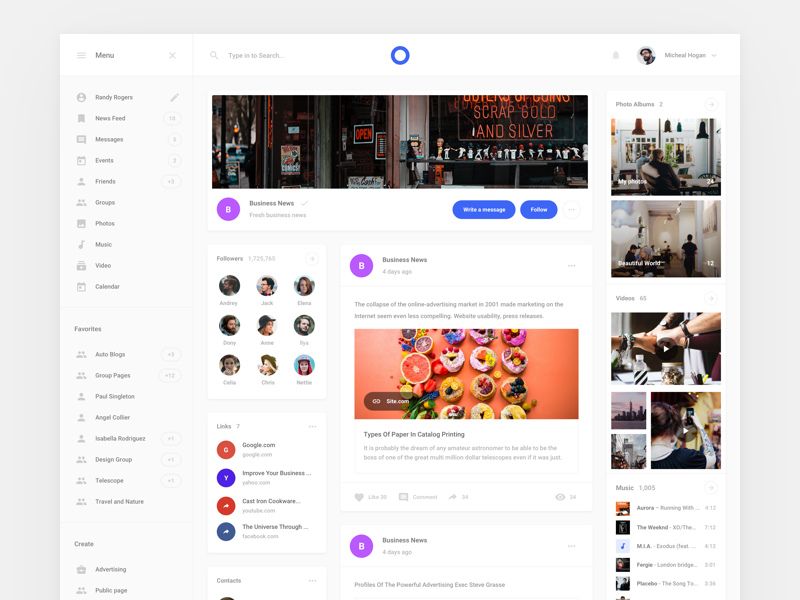 Menu
Type in to Search...
Micheal Hogan
Randy Rogers
News Feed
Messages
Events
Friends
+3
Groups
Photos
Music
Video
Calendar
Favorites
Auto Blogs
+3
Group Pages
+12
Paul Singleton
Angel Collier
Isabella Rodriguez
+1
Design Group
+1
Telescope
+1
Travel and Nature
Create
Advertising
Public page
OPEN
SCRAP GOLD
AND SILVER
B
Business News
Fresh business news
Write a message
Follow
Followers 1,725,765
Andrey Jack Elena
Dony Anne Ilya
Celia Chris Nettie
Links 7
G
Google.com
google.com
Y
Improve Your Business ...
yahoo.com
Cast Iron Cookware...
youtube.com
The Universe Through ...
facebook.com
Contacts
B
Business News
4 days ago
The collapse of the online-advertising market in 2001 made marketing on the
Internet seem even less compelling. Website usability, press releases.
Site.com
Types Of Paper In Catalog Printing
It is probably the dream of any amateur astronomer to be able to be the
boss of one of the great multi million dollar telescopes even if it was just.
Like 30
Comment
34
34
B
Business News
4 days ago
Profiles Of The Powerful Advertising Exec Steve Grasse
Photo Albums 2
My photos 24
Beautiful World 12
Videos 65
Music 1,005
Aurora – Running With ... 4:12
The Weeknd - XO/The... 7:12
M.I.A. - Exodus (feat. ... 4:12
Fergie - London bridge... 3:01
Placebo - The Song To... 3:36